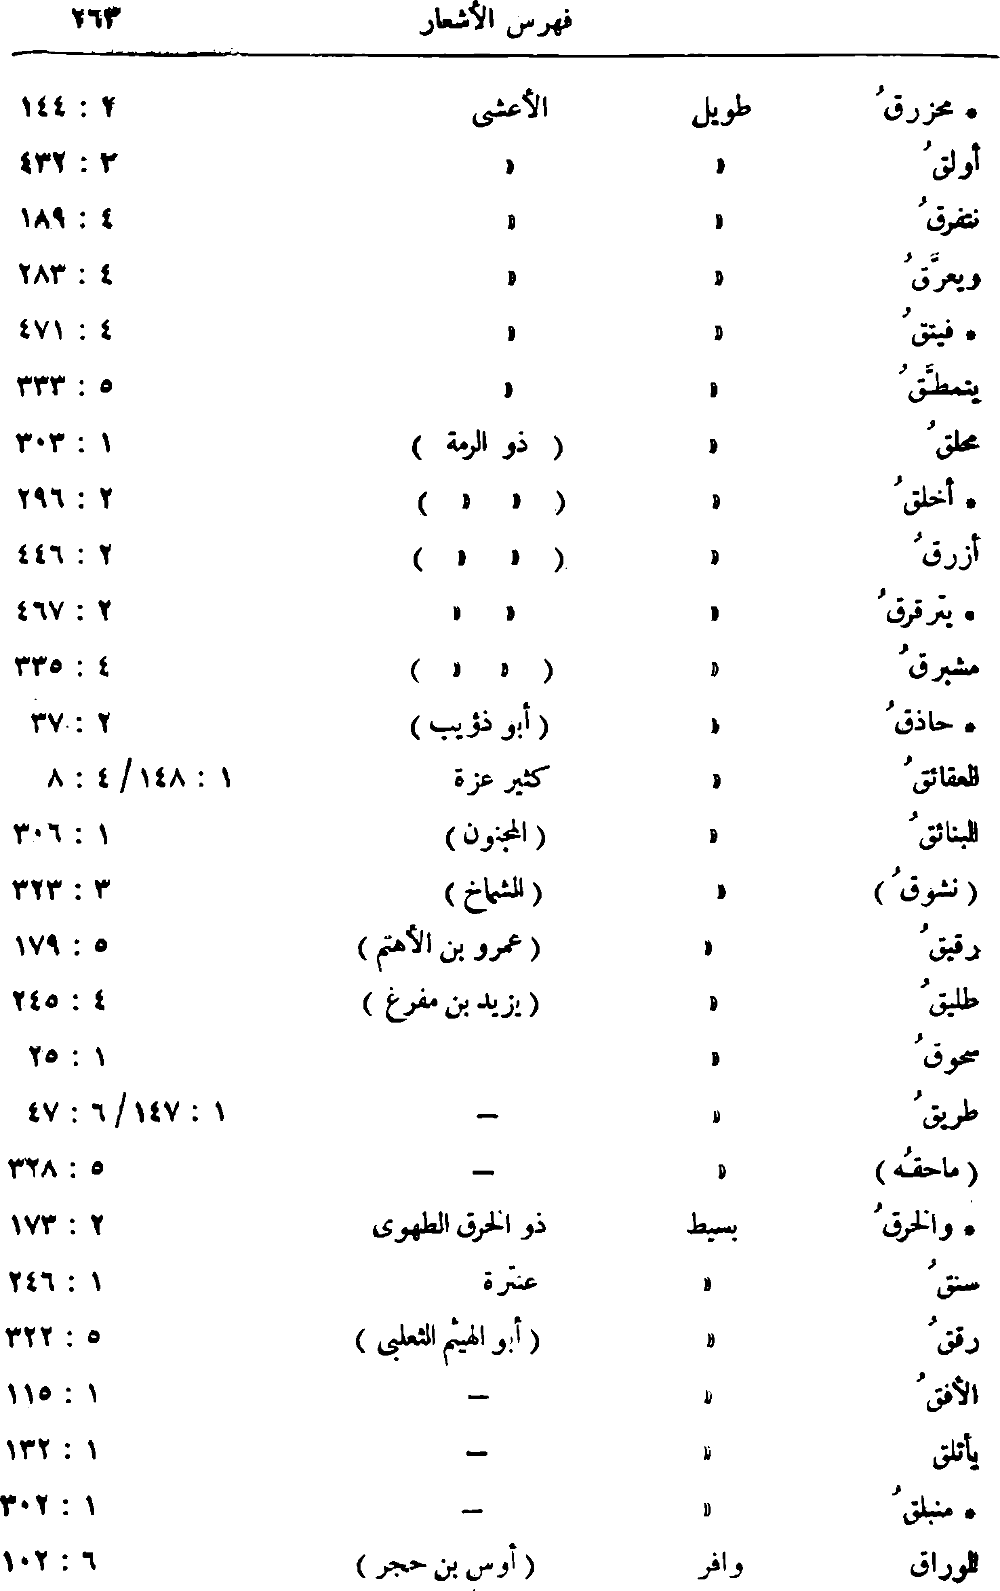 فهرس الأشعار ٢٦٣
* محزرقُ طويل الأعشى ٢ : ١٤٤
أولقُ » » ٣ : ٤٣٢
نتفرقُ » » ٤ : ١٨٩
ويعرَّقُ » » ٤ : ٢٨٣
* فيتقُ » » ٤ : ٤٧١
يتمطَّقُ » » ٥ : ٣٣٣
محلقُ » ( ذو الرمة ) ١ : ٣٠٣
* أخلقُ » ( » » ) ٢ : ٢٩٦
أزرقُ » ( » » ) ٢ : ٤٤٦
* يترقرقُ » » » ٢ : ٤٦٧
مشبرقُ » ( » » ) ٤ : ٣٣٥
* حاذقُ » (أبو ذؤيب) ٢ : ٣٧
العقائقُ » كثير عزة ١ : ١٤٨/ ٤ : ٨
البنائقُ » (المجنون) ١ : ٣٠٦
(نشوقُ) » (الشماخ) ٣ : ٣٢٣
رقيقُ » (عمرو بن الأهتم) ٥ : ١٧٩
طليقُ » (يزيد بن مفرغ) ٤ : ٢٤٥
سحوقُ » ١ : ٢٥
طريقُ » — ١ : ١٤٧/ ٦ : ٤٧
(ماحقُه) » — ٥ : ٣٢٨
* والخرقُ بسيط ذو الخرق الطهوى ٢ : ١٧٣
سنقُ » عنترة ١ : ٢٤٦
رققُ » (أبو الهيثم الثعلبى) ٥ : ٣٢٢
الأفقُ » — ١ : ١١٥
يأتلق » — ١ : ١٣٢
* منبلقُ » — ١ : ٣٠٢
الوراق وافر (أوس بن حجر) ٦ : ١٠٢